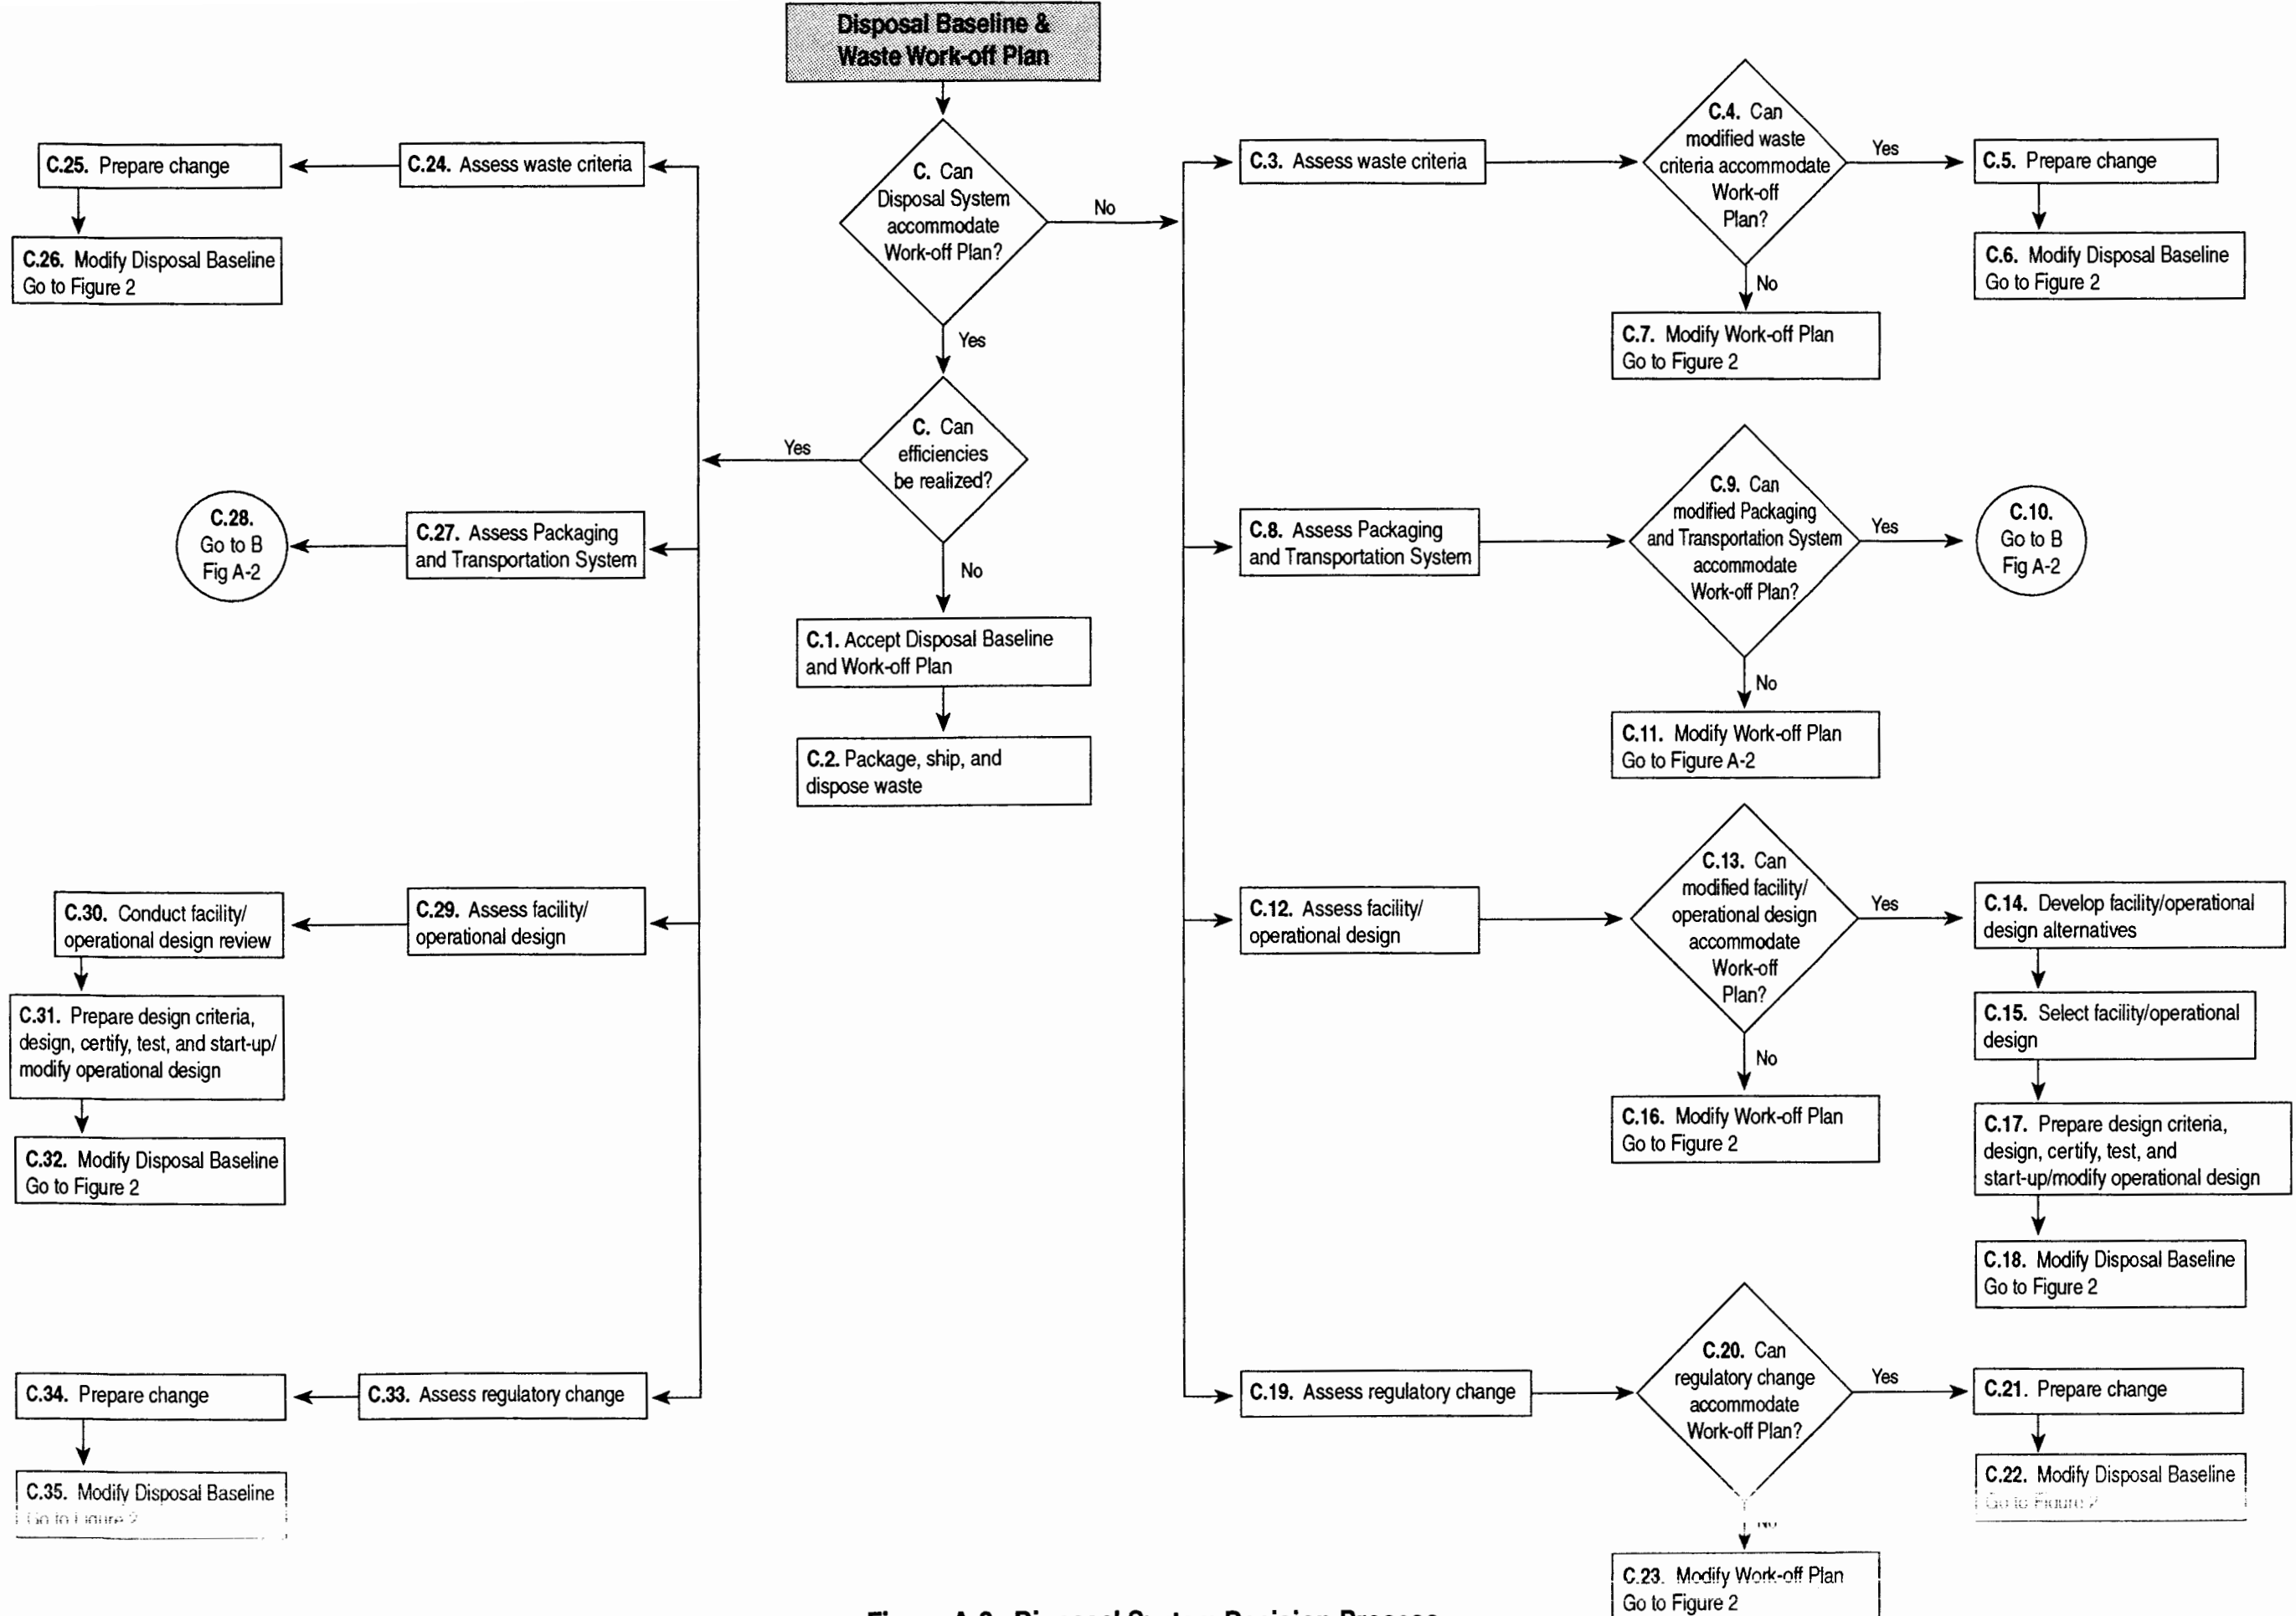 Disposal Baseline &
Waste Work-off Plan
C. Can
Disposal System
accommodate
Work-off Plan?
No
Yes
C. Can
efficiencies
be realized?
Yes
No
C.1. Accept Disposal Baseline
and Work-off Plan
C.2. Package, ship, and
dispose waste
C.3. Assess waste criteria
C.4. Can
modified waste
criteria accommodate
Work-off
Plan?
Yes
C.5. Prepare change
C.6. Modify Disposal Baseline
Go to Figure 2
No
C.7. Modify Work-off Plan
Go to Figure 2
C.8. Assess Packaging
and Transportation System
C.9. Can
modified Packaging
and Transportation System
accommodate
Work-off Plan?
Yes
C.10.
Go to B
Fig A-2
No
C.11. Modify Work-off Plan
Go to Figure A-2
C.12. Assess facility/
operational design
C.13. Can
modified facility/
operational design
accommodate
Work-off
Plan?
Yes
C.14. Develop facility/operational
design alternatives
C.15. Select facility/operational
design
No
C.16. Modify Work-off Plan
Go to Figure 2
C.17. Prepare design criteria,
design, certify, test, and
start-up/modify operational design
C.18. Modify Disposal Baseline
Go to Figure 2
C.19. Assess regulatory change
C.20. Can
regulatory change
accommodate
Work-off Plan?
Yes
C.21. Prepare change
C.22. Modify Disposal Baseline
Go to Figure 2
No
C.23. Modify Work-off Plan
Go to Figure 2
C.24. Assess waste criteria
C.25. Prepare change
C.26. Modify Disposal Baseline
Go to Figure 2
C.27. Assess Packaging
and Transportation System
C.28.
Go to B
Fig A-2
C.29. Assess facility/
operational design
C.30. Conduct facility/
operational design review
C.31. Prepare design criteria,
design, certify, test, and start-up/
modify operational design
C.32. Modify Disposal Baseline
Go to Figure 2
C.33. Assess regulatory change
C.34. Prepare change
C.35. Modify Disposal Baseline
Go to Figure 2
Disposal System Decision Process